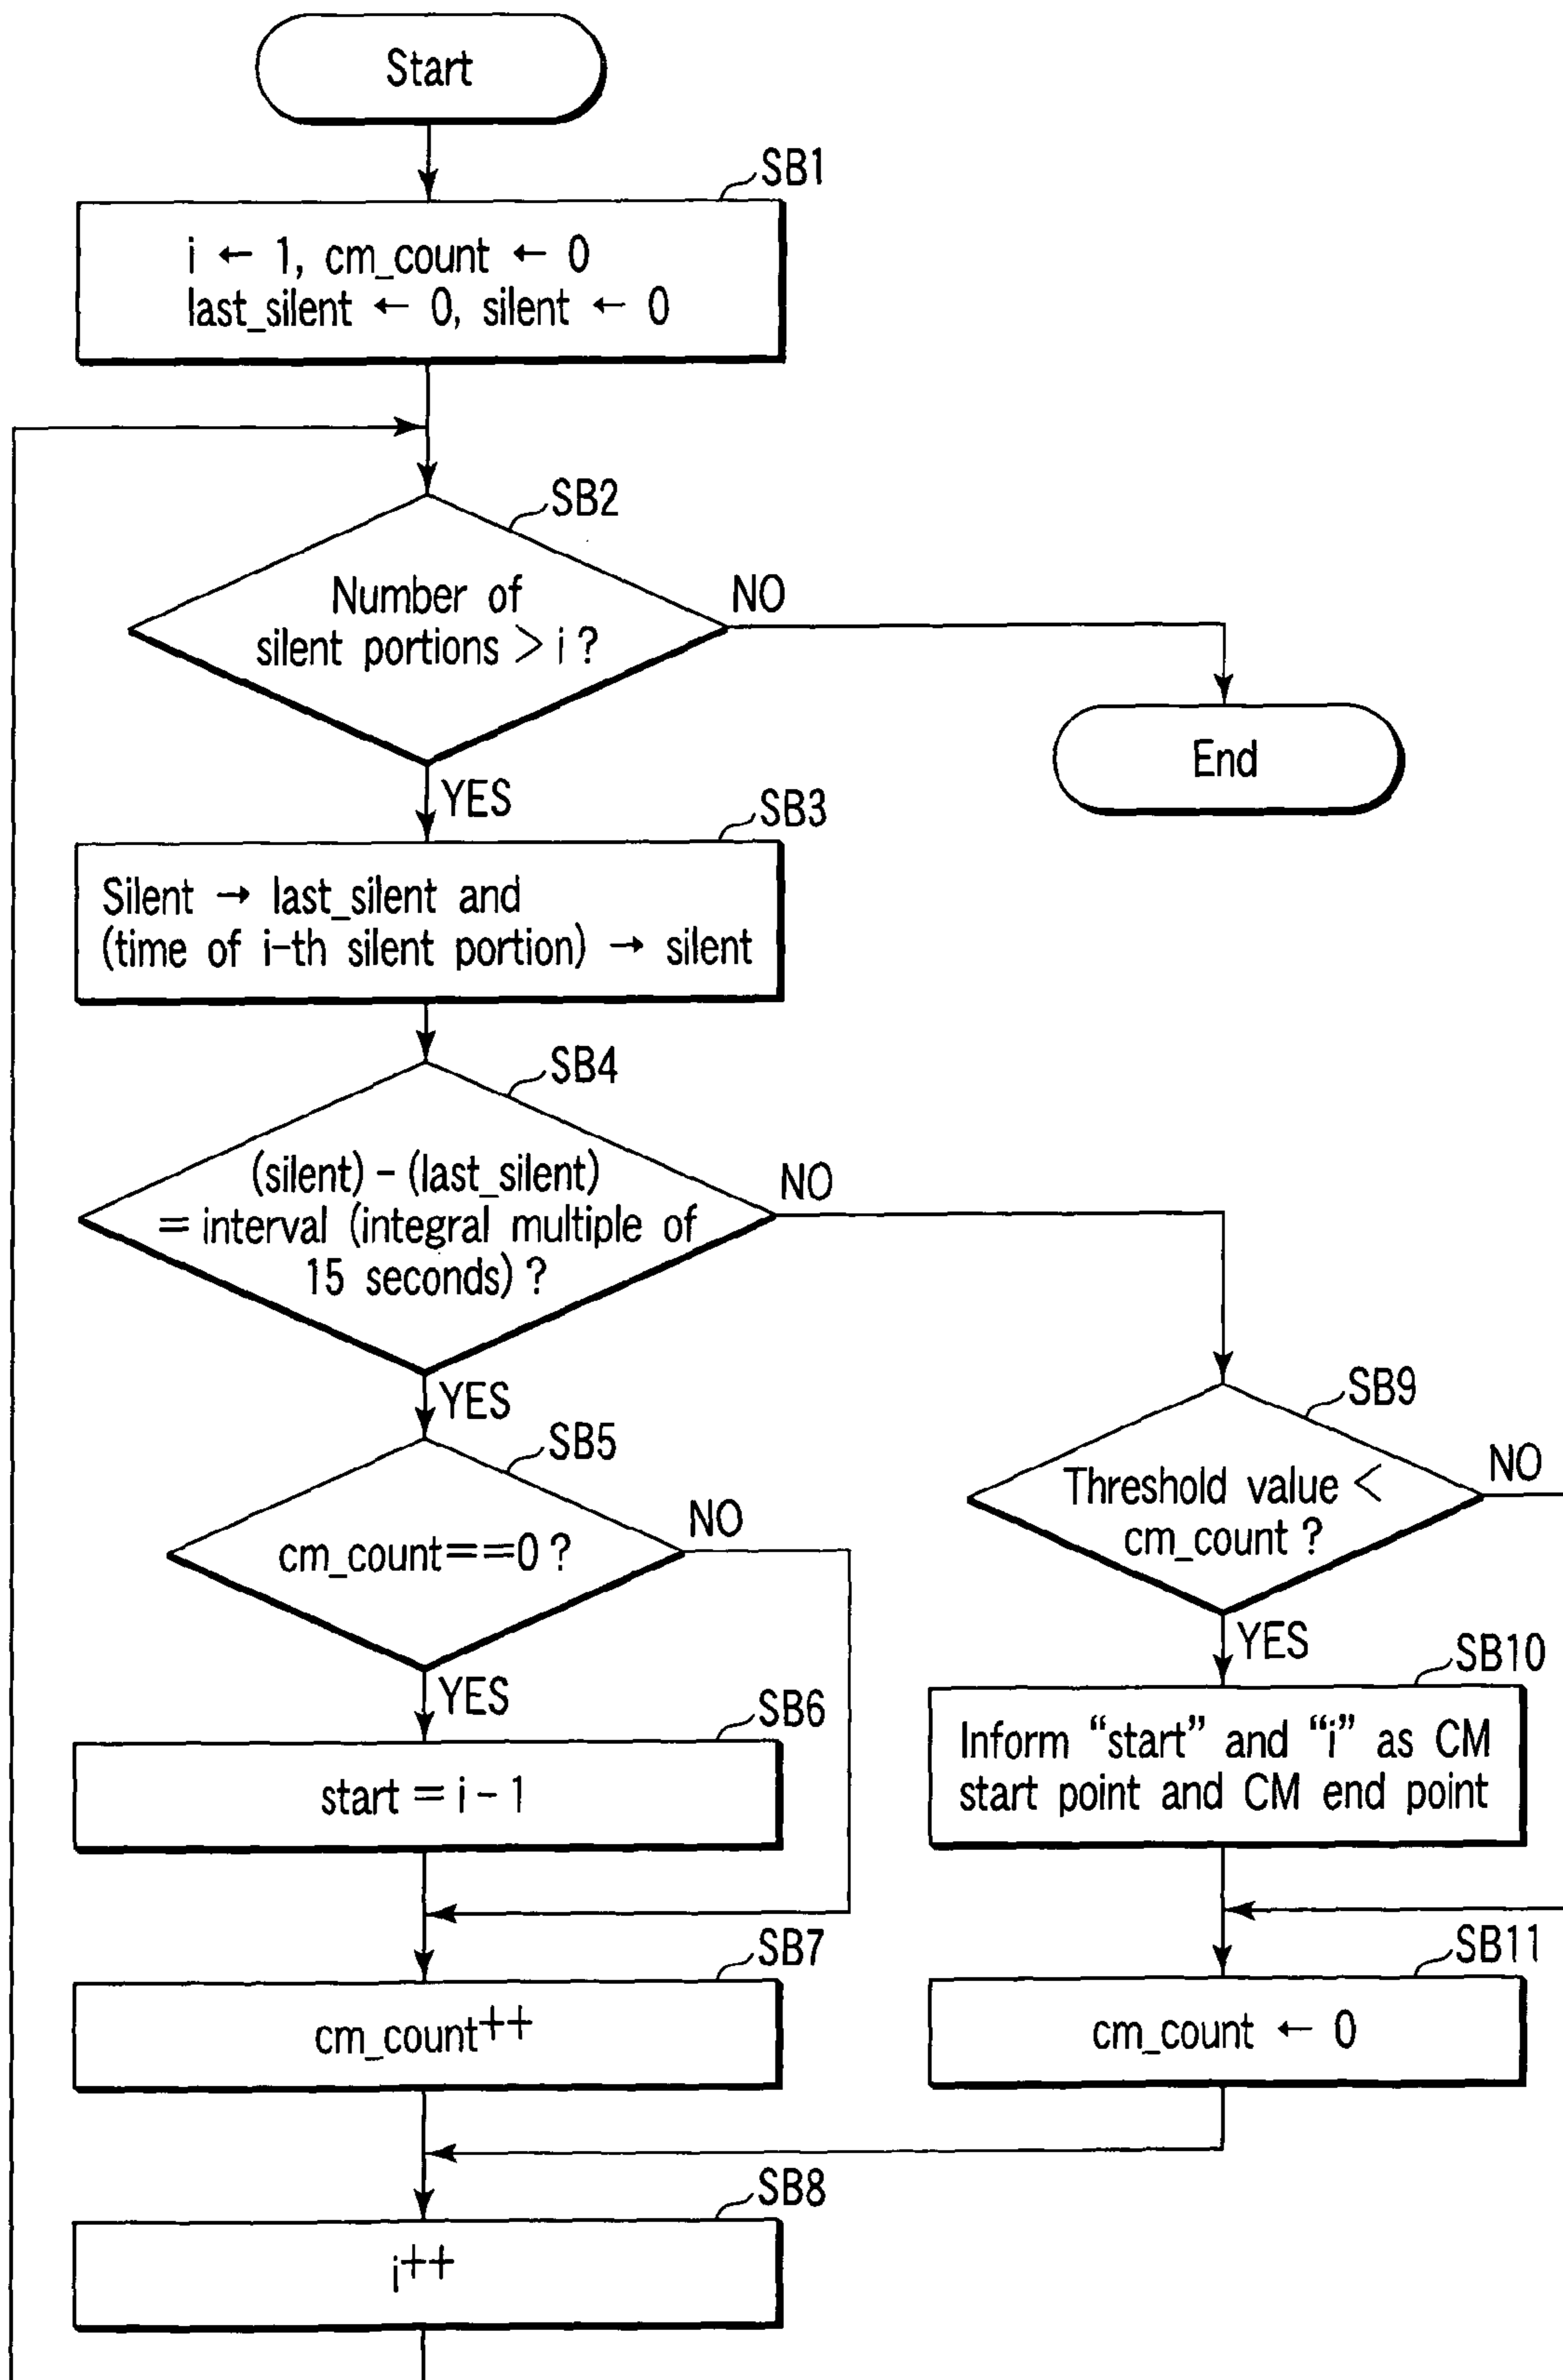 Start
SB1
i ← 1, cm_count ← 0
last_silent ← 0, silent ← 0
SB2
Number of
silent portions > i ?
NO
End
YES
SB3
Silent → last_silent and
(time of i-th silent portion) → silent
SB4
(silent) - (last_silent)
= interval (integral multiple of
15 seconds) ?
NO
YES
SB5
cm_count==0 ?
NO
YES
SB6
start = i - 1
SB7
cm_count++
SB8
i++
SB9
Threshold value <
cm_count ?
NO
YES
SB10
Inform “start” and “i” as CM
start point and CM end point
SB11
cm_count ← 0